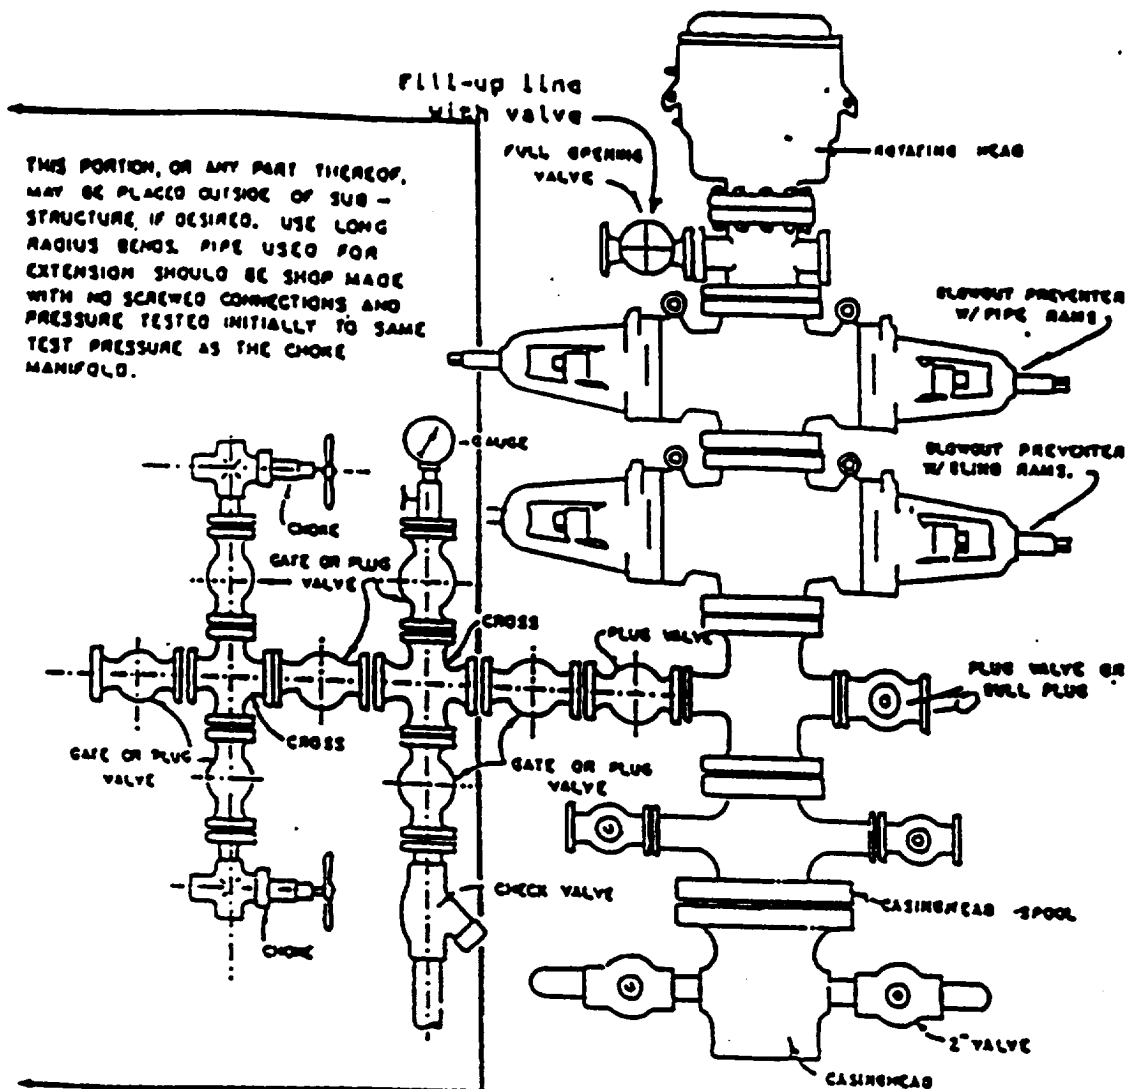 Fill-up line
with valve
FULL OPENING
VALVE
ROTATING HEAD
THIS PORTION, OR ANY PART THEREOF,
MAY BE PLACED OUTSIDE OF SUB-
STRUCTURE, IF DESIRED. USE LONG
RADIUS BENDS. PIPE USED FOR
EXTENSION SHOULD BE SHOP MADE
WITH NO SCREWED CONNECTIONS AND
PRESSURE TESTED INITIALLY TO SAME
TEST PRESSURE AS THE CHOKE
MANIFOLD.
BLOWOUT PREVENTER
W/ PIPE RAMS
GAUGE
BLOWOUT PREVENTER
W/ BLIND RAMS.
CHOKE
GATE OR PLUG
VALVE
CROSS
PLUG VALVE
PLUG VALVE OR
BULL PLUG
CROSS
GATE OR PLUG
VALVE
GATE OR PLUG
VALVE
CHECK VALVE
CASINGHEAD SPOOL
CHOKE
2" VALVE
CASINGHEAD